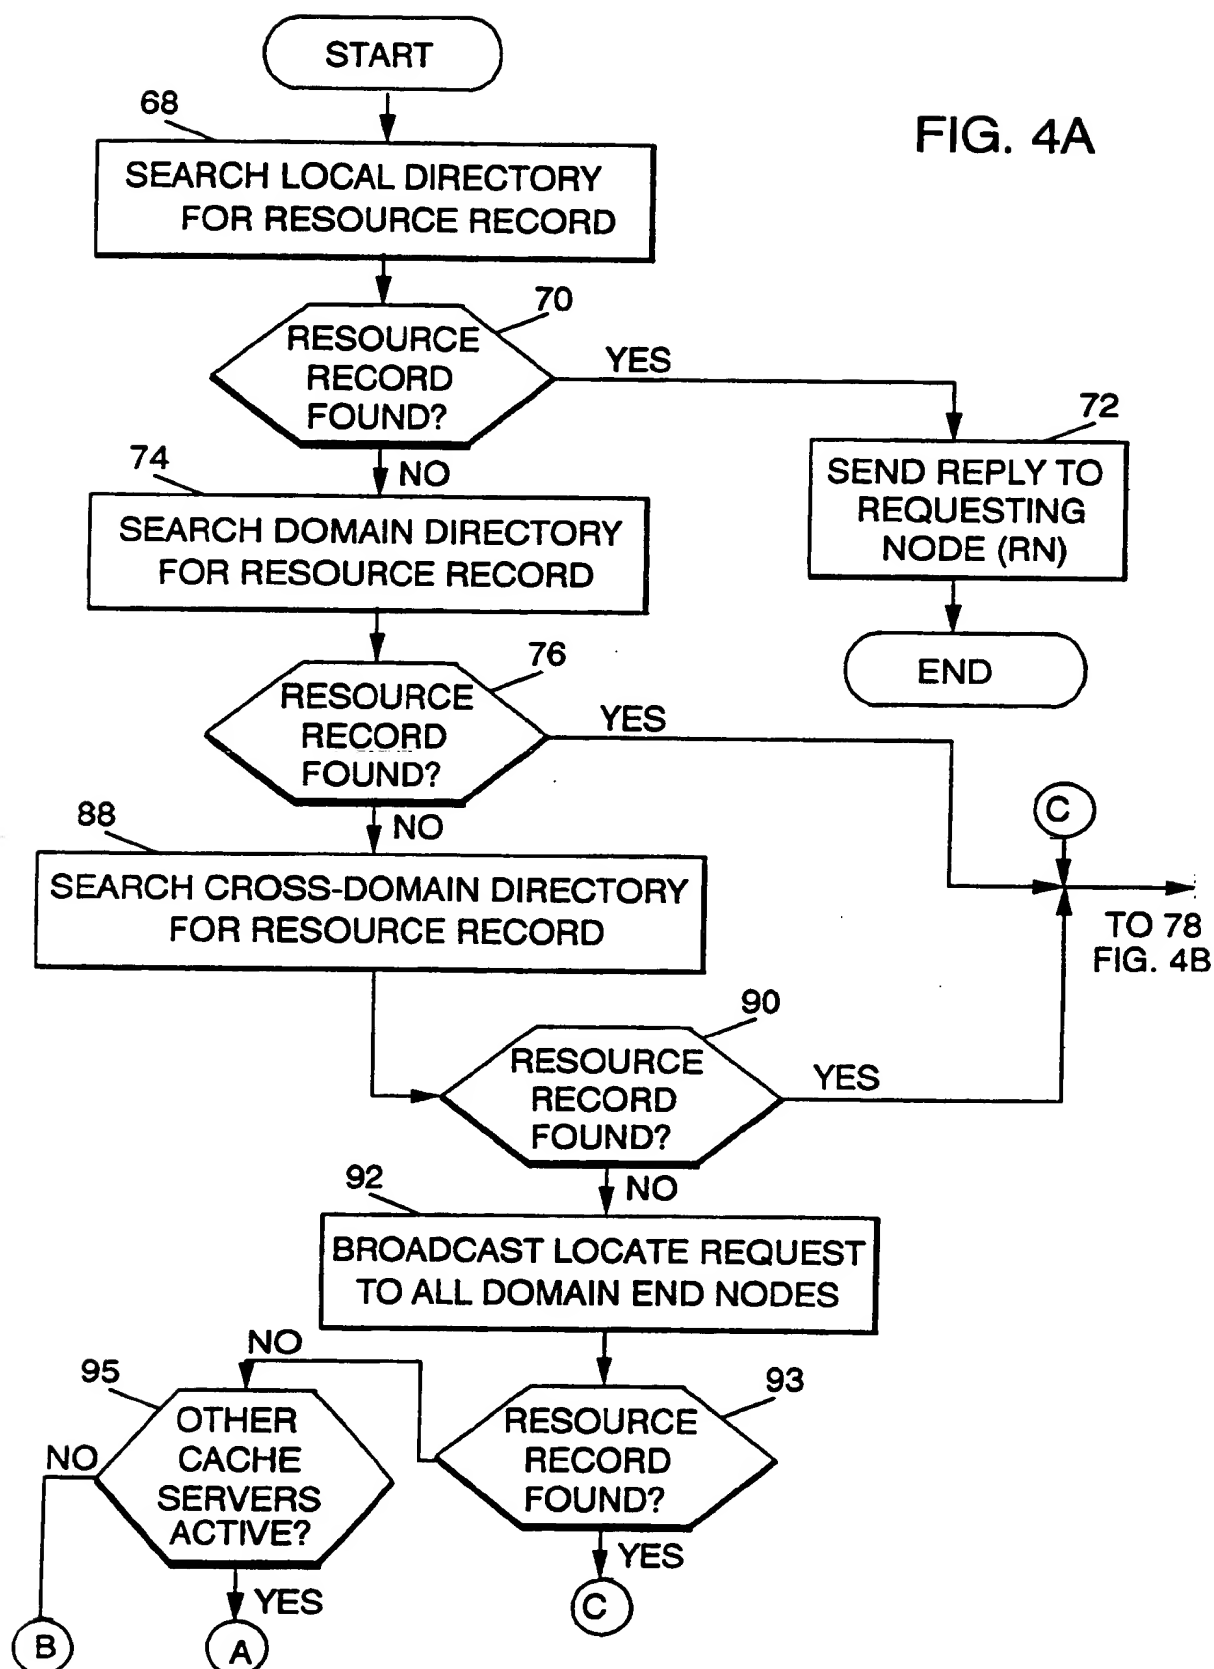 START
FIG. 4A
68
SEARCH LOCAL DIRECTORY
FOR RESOURCE RECORD
70
RESOURCE
RECORD
FOUND?
YES
NO
72
SEND REPLY TO
REQUESTING
NODE (RN)
END
74
SEARCH DOMAIN DIRECTORY
FOR RESOURCE RECORD
76
RESOURCE
RECORD
FOUND?
YES
NO
C
TO 78
FIG. 4B
88
SEARCH CROSS-DOMAIN DIRECTORY
FOR RESOURCE RECORD
90
RESOURCE
RECORD
FOUND?
YES
NO
92
BROADCAST LOCATE REQUEST
TO ALL DOMAIN END NODES
93
RESOURCE
RECORD
FOUND?
NO
YES
C
95
OTHER
CACHE
SERVERS
ACTIVE?
NO
YES
B
A